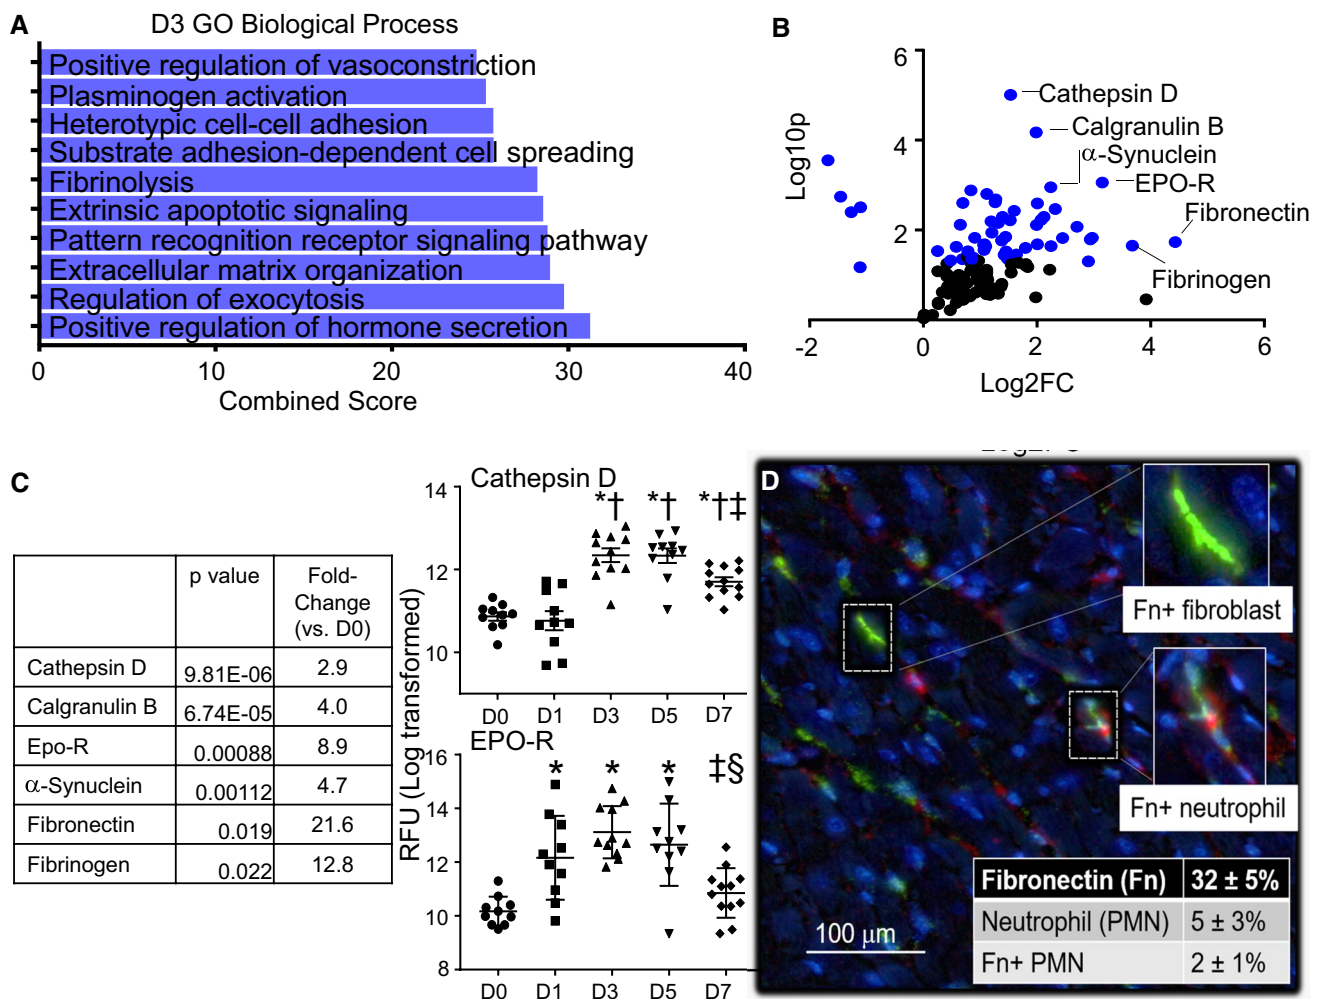 A
D3 GO Biological Process
Positive regulation of vasoconstriction
Plasminogen activation
Heterotypic cell-cell adhesion
Substrate adhesion-dependent cell spreading
Fibrinolysis
Extrinsic apoptotic signaling
Pattern recognition receptor signaling pathway
Extracellular matrix organization
Regulation of exocytosis
Positive regulation of hormone secretion
0 10 20 30 40
Combined Score
B
6
4
2
Log10p
Cathepsin D
Calgranulin B
α-Synuclein
EPO-R
Fibronectin
Fibrinogen
-2 0 2 4 6
Log2FC
C
p value Fold-Change (vs. D0)
Cathepsin D 9.81E-06 2.9
Calgranulin B 6.74E-05 4.0
Epo-R 0.00088 8.9
α-Synuclein 0.00112 4.7
Fibronectin 0.019 21.6
Fibrinogen 0.022 12.8
RFU (Log transformed)
Cathepsin D
14
12
10
*† *† *†‡
D0 D1 D3 D5 D7
EPO-R
16
14
12
10
8
* * * ‡§
D0 D1 D3 D5 D7
Log2FC
D
Fn+ fibroblast
Fn+ neutrophil
100 μm
Fibronectin (Fn) 32 ± 5%
Neutrophil (PMN) 5 ± 3%
Fn+ PMN 2 ± 1%